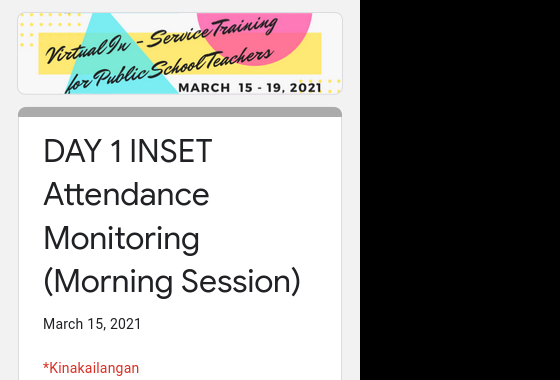 Virtual In - Service Training
for Public School Teachers
MARCH 15 - 19, 2021
DAY 1 INSET
Attendance
Monitoring
(Morning Session)
March 15, 2021
*Kinakailangan